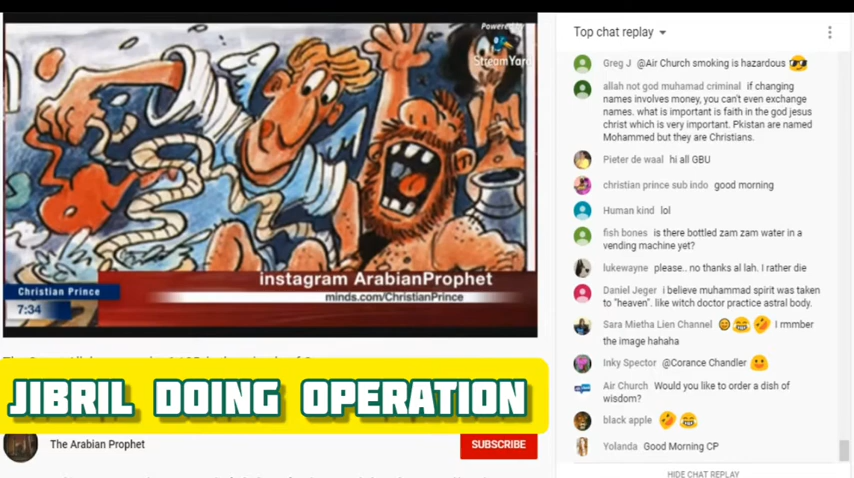 Powered by
StreamYard
instagram ArabianProphet
Christian Prince
minds.com/ChristianPrince
7:34
JIBRIL DOING OPERATION
The Arabian Prophet
SUBSCRIBE
Top chat replay
Greg J @Air Church smoking is hazardous
allah not god muhamad criminal if changing
names involves money, you can't even exchange
names. what is important is faith in the god jesus
christ which is very important. Pkistan are named
Mohammed but they are Christians.
Pieter de waal hi all GBU
christian prince sub indo good morning
Human kind lol
fish bones is there bottled zam zam water in a
vending machine yet?
lukewayne please.. no thanks al lah. I rather die
Daniel Jeger i believe muhammad spirit was taken
to "heaven". like witch doctor practice astral body.
Sara Mietha Lien Channel I rmmber
the image hahaha
Inky Spector @Corance Chandler
Air Church Would you like to order a dish of
wisdom?
black apple
Yolanda Good Morning CP
HIDE CHAT REPLAY